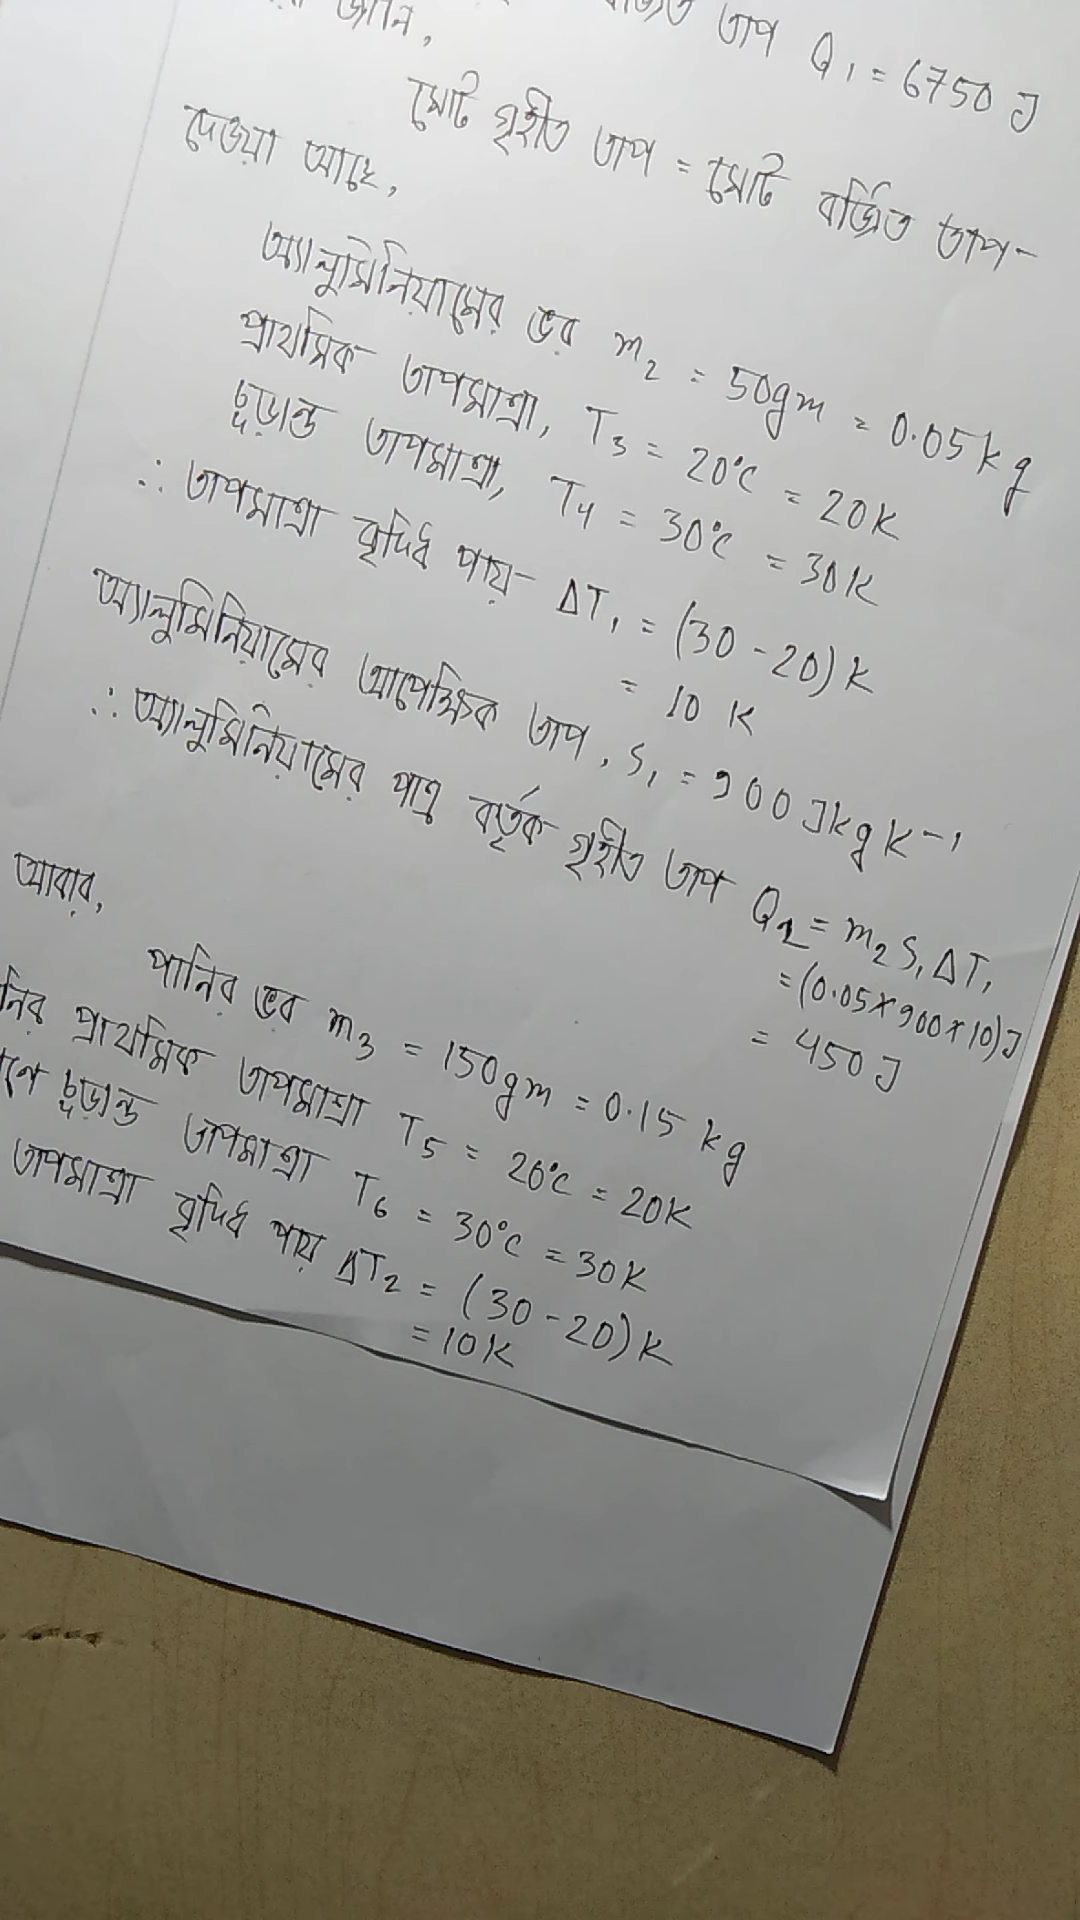 জানি,
বর্জিত তাপ Q₁ = 6750 J
মোট গৃহীত তাপ = মোট বর্জিত তাপ-
দেওয়া আছে,
অ্যালুমিনিয়ামের ভর m₂ = 50gm = 0.05kg
প্রাথমিক তাপমাত্রা, T₃ = 20°C = 20K
চূড়ান্ত তাপমাত্রা, T₄ = 30°C = 30K
∴ তাপমাত্রা বৃদ্ধি পায়- ΔT₁ = (30 - 20) K
= 10 K
অ্যালুমিনিয়ামের আপেক্ষিক তাপ, S₁ = 900 Jkg K⁻¹
∴ অ্যালুমিনিয়ামের পাত্র কর্তৃক গৃহীত তাপ Q₂ = m₂ S₁ ΔT₁
= (0.05 × 900 × 10) J
= 450 J
আবার,
পানির ভর m₃ = 150gm = 0.15 kg
প্রাথমিক তাপমাত্রা T₅ = 20°C = 20K
চূড়ান্ত তাপমাত্রা T₆ = 30°C = 30K
তাপমাত্রা বৃদ্ধি পায় ΔT₂ = (30 - 20) K
= 10K